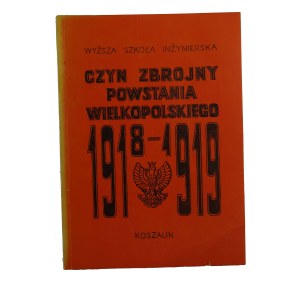 WYŻSZA SZKOŁA INŻYNIERSKA
CZYN ZBROJNY
POWSTANIA
WIELKOPOLSKIEGO
1918-1919
KOSZALIN